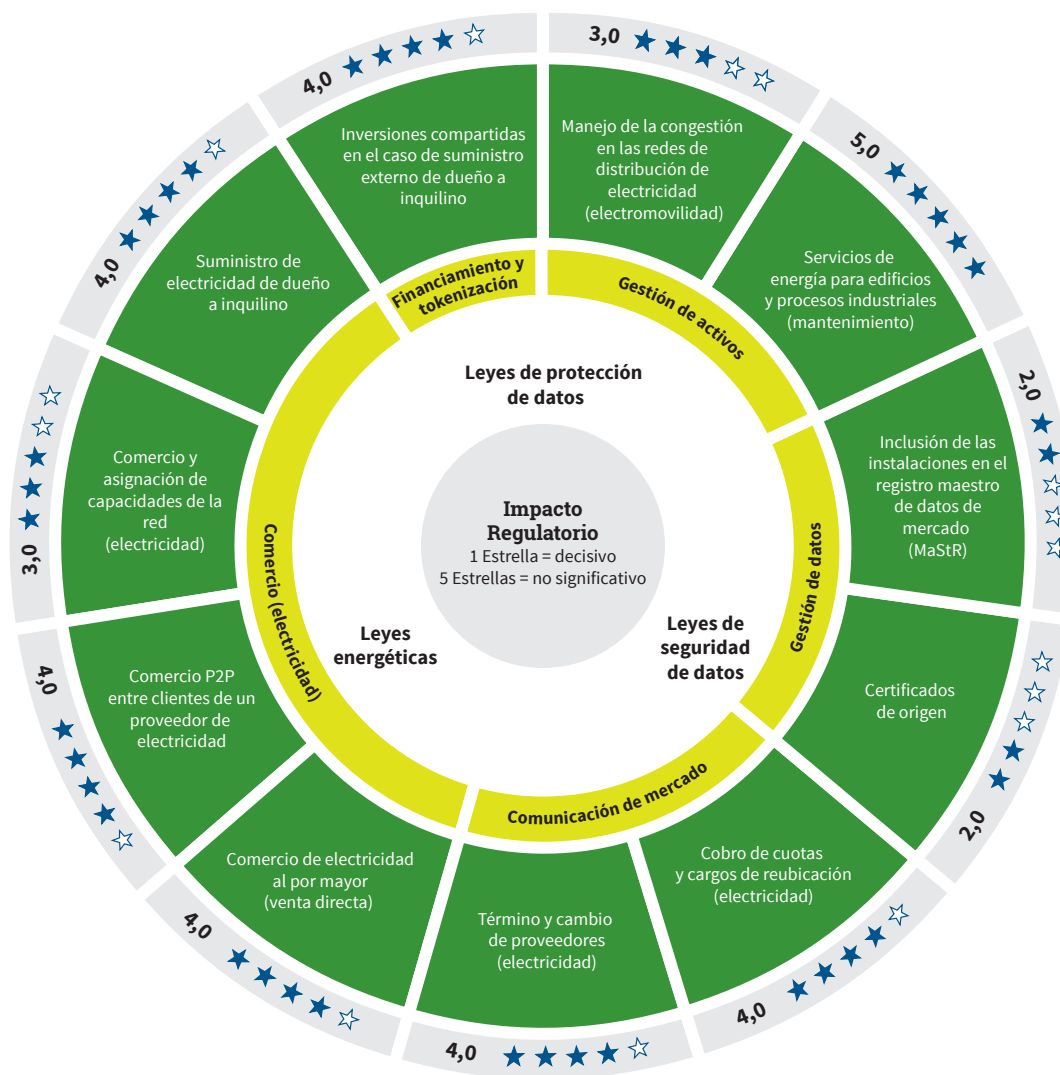 4,0
Inversiones compartidas
en el caso de suministro
externo de dueño a
inquilino
3,0
Manejo de la congestión
en las redes de
distribución de
electricidad
(electromovilidad)
5,0
Servicios de
energía para edificios
y procesos industriales
(mantenimiento)
2,0
Inclusión de las
instalaciones en el
registro maestro
de datos de
mercado
(MaStR)
2,0
Certificados
de origen
4,0
Cobro de cuotas
y cargos de reubicación
(electricidad)
4,0
Término y cambio
de proveedores
(electricidad)
4,0
Comercio de electricidad
al por mayor
(venta directa)
4,0
Comercio P2P
entre clientes de un
proveedor de
electricidad
3,0
Comercio y
asignación de
capacidades de la
red
(electricidad)
4,0
Suministro de
electricidad de dueño
a inquilino
Financiamiento y
tokenización
Gestión de activos
Gestión de datos
Comunicación de mercado
Comercio (electricidad)
Leyes de protección
de datos
Leyes
energéticas
Leyes de
seguridad
de datos
Impacto
Regulatorio
1 Estrella = decisivo
5 Estrellas = no significativo